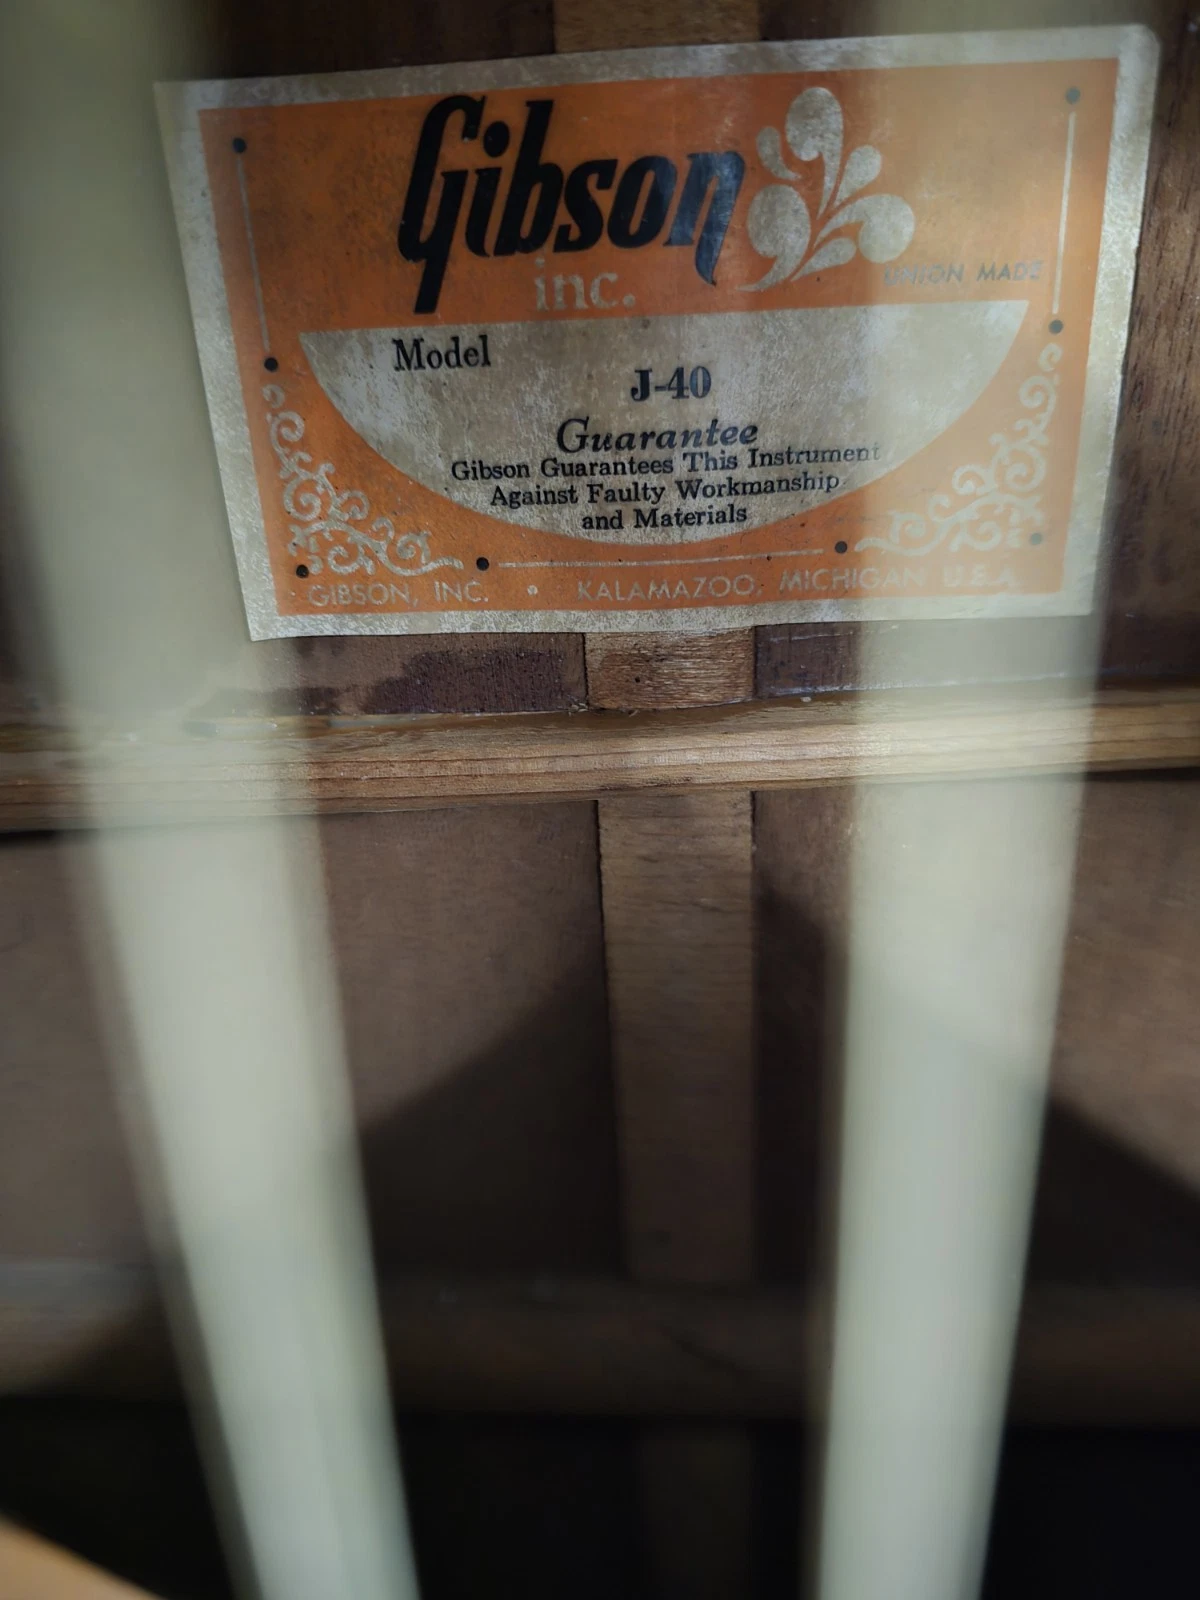 Gibson
inc.
UNION MADE
Model
J-40
Guarantee
Gibson Guarantees This Instrument
Against Faulty Workmanship
and Materials
GIBSON, INC. • KALAMAZOO, MICHIGAN U.S.A.